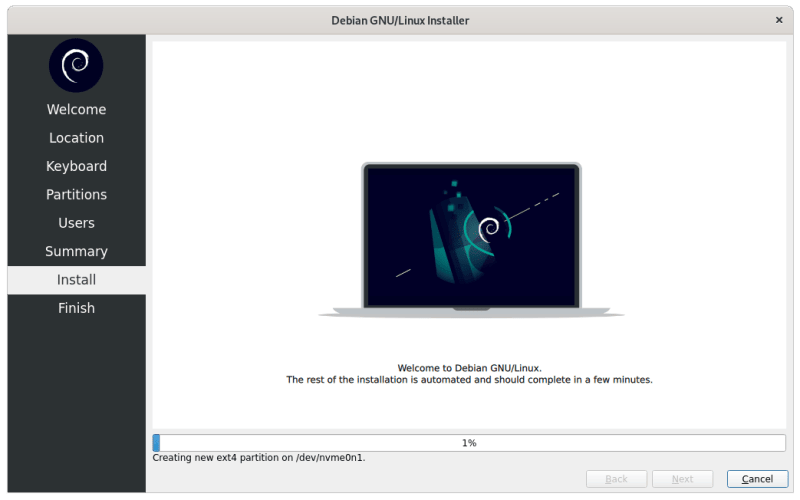 Debian GNU/Linux Installer
Welcome
Location
Keyboard
Partitions
Users
Summary
Install
Finish
Welcome to Debian GNU/Linux.
The rest of the installation is automated and should complete in a few minutes.
1%
Creating new ext4 partition on /dev/nvme0n1.
Back
Next
Cancel